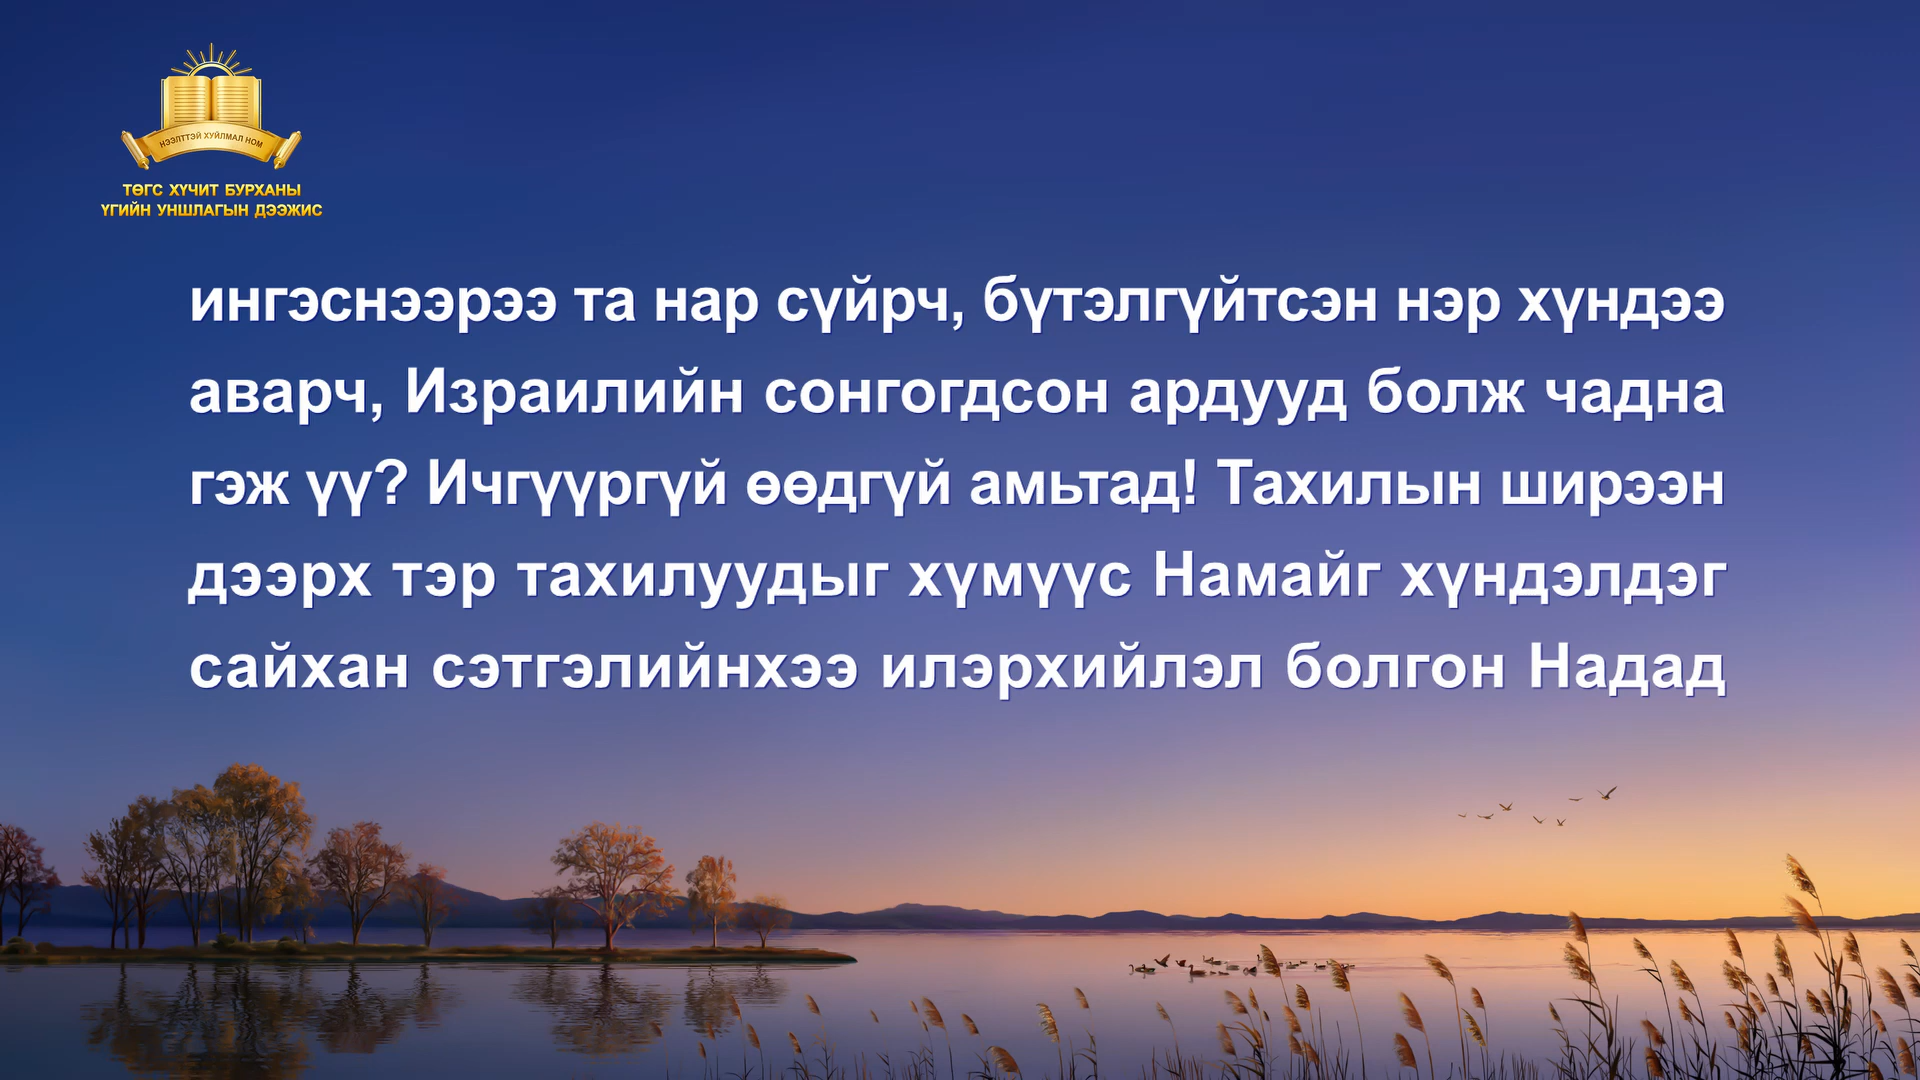 НЭЭЛТТЭЙ ХУЙЛМАЛ НОМ
ТӨГС ХҮЧИТ БУРХАНЫ
ҮГИЙН УНШЛАГЫН ДЭЭЖИС
ингэснээрээ та нар сүйрч, бүтэлгүйтсэн нэр хүндээ
аварч, Израилийн сонгогдсон ардууд болж чадна
гэж үү? Ичгүүргүй өөдгүй амьтад! Тахилын ширээн
дээрх тэр тахилуудыг хүмүүс Намайг хүндэлдэг
сайхан сэтгэлийнхээ илэрхийлэл болгон Надад